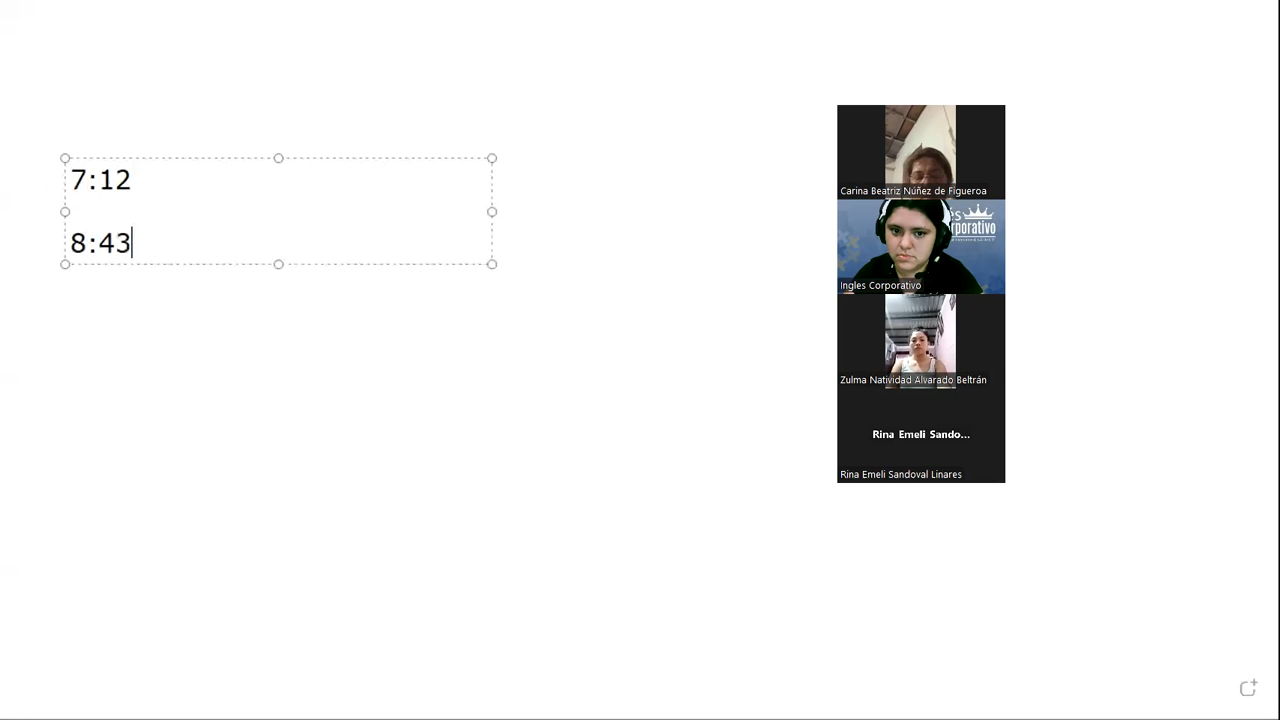 7:12
8:43
Carina Beatriz Núñez de Figueroa
Ingles Corporativo
Zulma Natividad Alvarado Beltrán
Rina Emeli Sando...
Rina Emeli Sandoval Linares